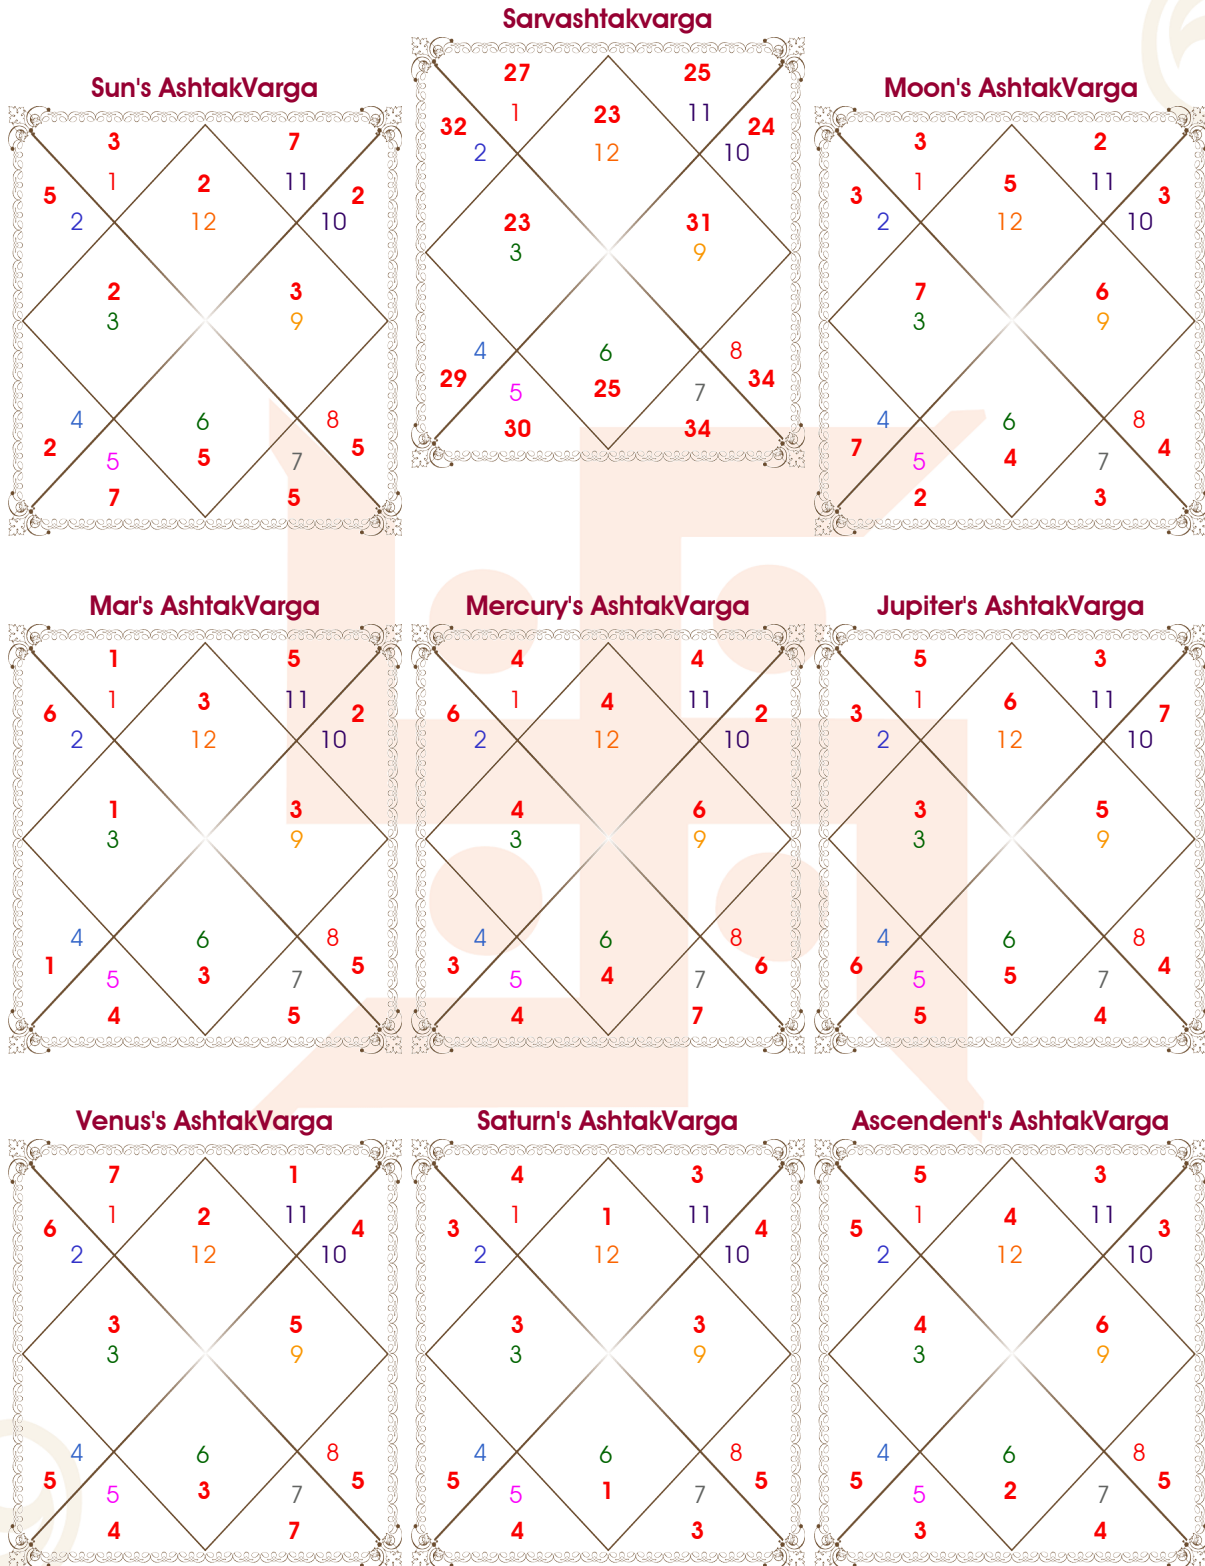 Sarvashtakvarga
27 25
1 23 11
32 24
2 12 10
23 31
3 9
4 6 8
29 25 34
5 7
30 34
Sun's AshtakVarga
3 7
1 2 11
5 2
2 12 10
2 3
3 9
4 6 8
2 5 5
5 7
7 5
Moon's AshtakVarga
3 2
1 5 11
3 3
2 12 10
7 6
3 9
4 6 8
7 4 4
5 7
2 3
Mar's AshtakVarga
1 5
1 3 11
6 2
2 12 10
1 3
3 9
4 6 8
1 3 5
5 7
4 5
Mercury's AshtakVarga
4 4
1 4 11
6 2
2 12 10
4 6
3 9
4 6 8
3 4 6
5 7
4 7
Jupiter's AshtakVarga
5 3
1 6 11
3 7
2 12 10
3 5
3 9
4 6 8
6 5 4
5 7
5 4
Venus's AshtakVarga
7 1
1 2 11
6 4
2 12 10
3 5
3 9
4 6 8
5 3 5
5 7
4 7
Saturn's AshtakVarga
4 3
1 1 11
3 4
2 12 10
3 3
3 9
4 6 8
5 1 5
5 7
4 3
Ascendent's AshtakVarga
5 3
1 4 11
5 3
2 12 10
4 6
3 9
4 6 8
5 2 5
5 7
3 4